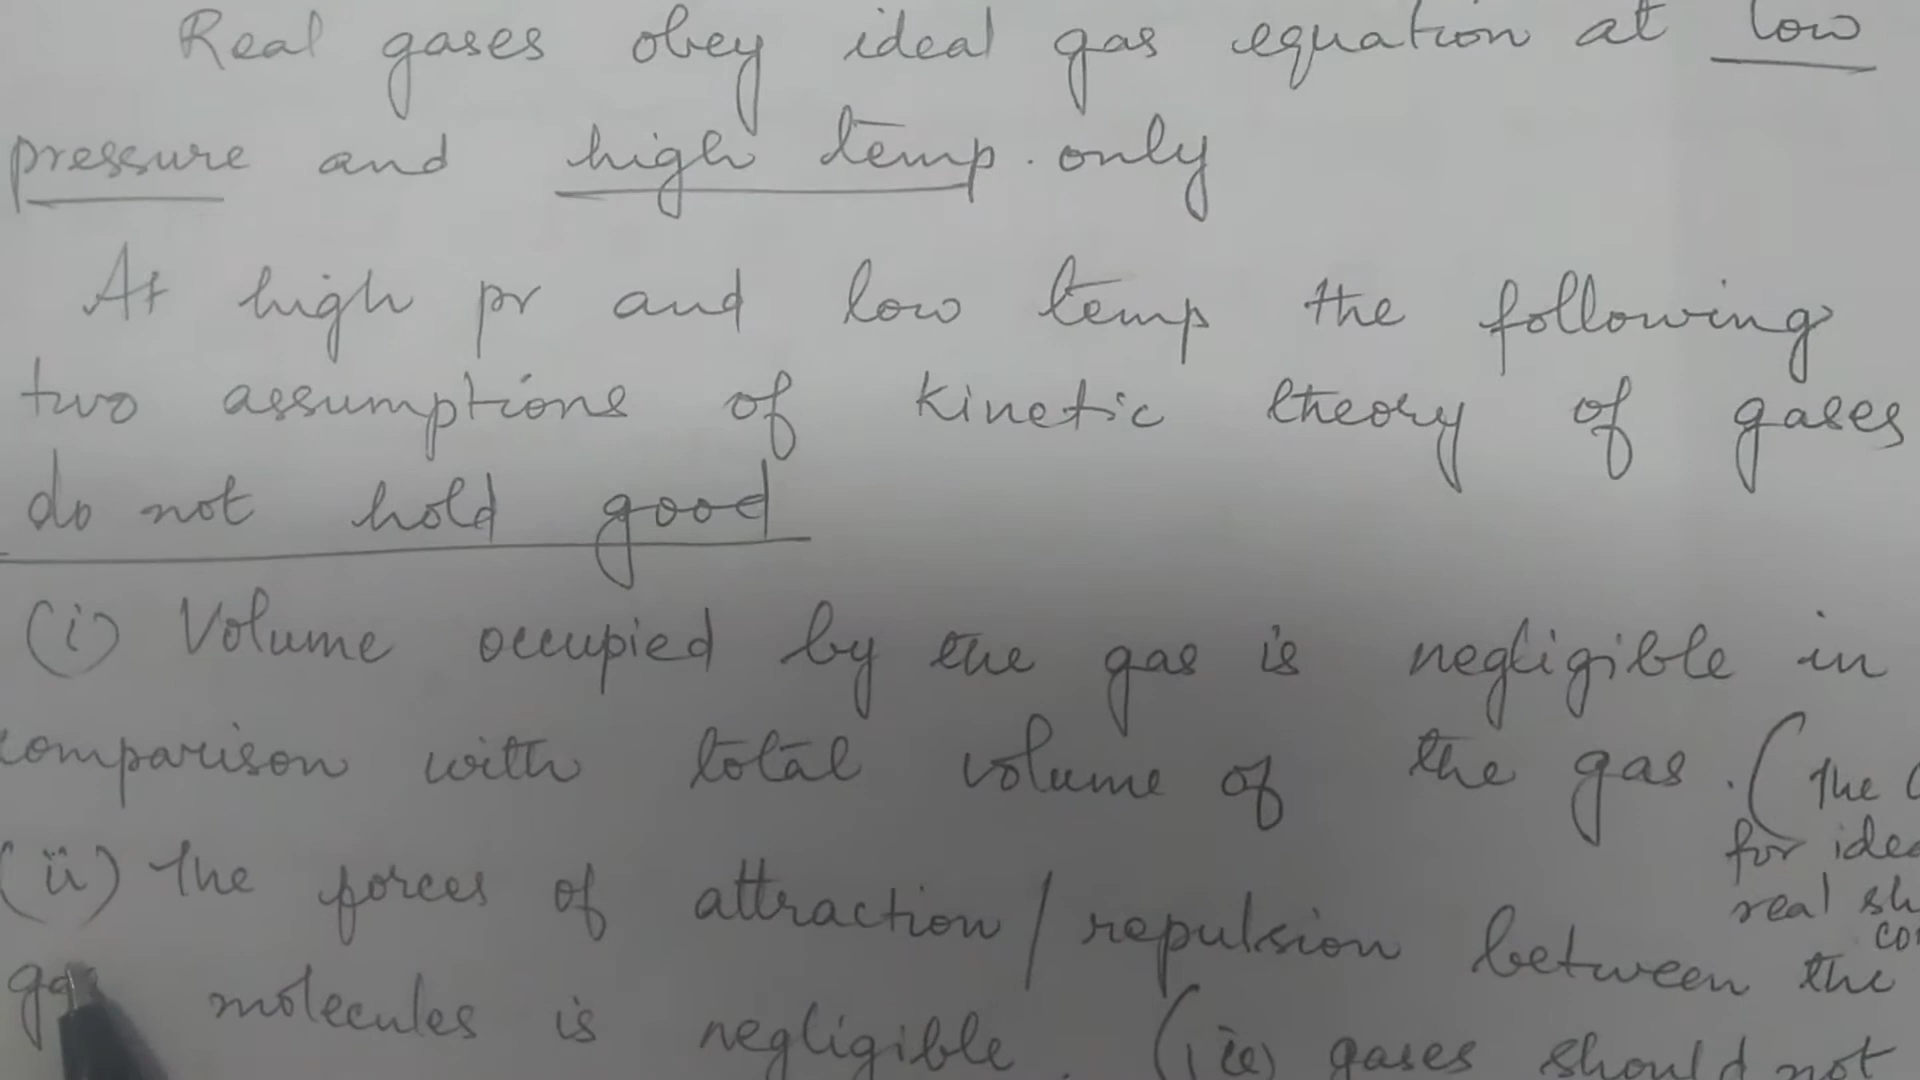 Real gases obey ideal gas equation at low
pressure and high temp. only
At high pr and low temp the following
two assumptions of kinetic theory of gases
do not hold good
(i) Volume occupied by the gas is negligible in
comparison with total volume of the gas. (The
for
real
(ii) The forces of attraction / repulsion between the
molecules is negligible. (ie) gases should not